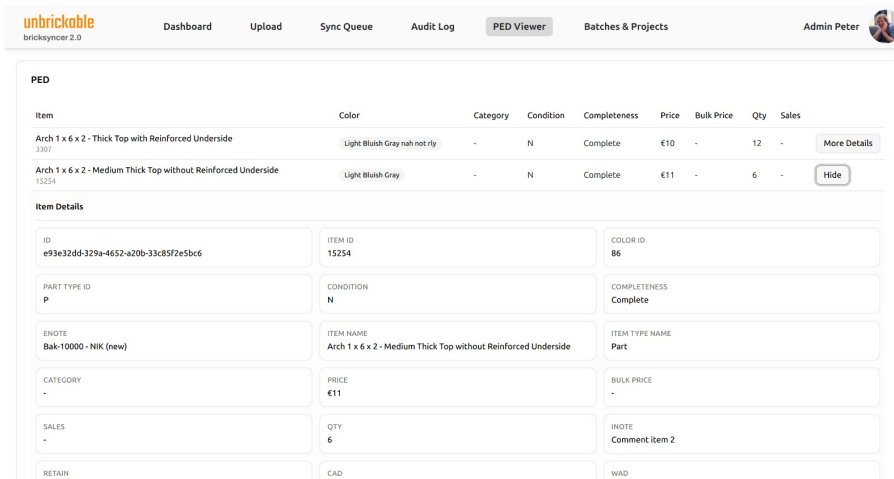 unbrickable
bricksyncer 2.0
Dashboard Upload Sync Queue Audit Log PED Viewer Batches & Projects Admin Peter
PED
Item Color Category Condition Completeness Price Bulk Price Qty Sales
Arch 1 x 6 x 2 - Thick Top with Reinforced Underside Light Bluish Gray nah not rly - N Complete €10 - 12 - More Details
3307
Arch 1 x 6 x 2 - Medium Thick Top without Reinforced Underside Light Bluish Gray - N Complete €11 - 6 - Hide
15254
Item Details
ID ITEM ID COLOR ID
e93e32dd-329a-4652-a20b-33c85f2e5bc6 15254 86
PART TYPE ID CONDITION COMPLETENESS
P N Complete
ENOTE ITEM NAME ITEM TYPE NAME
Bak-10000 - NIK (new) Arch 1 x 6 x 2 - Medium Thick Top without Reinforced Underside Part
CATEGORY PRICE BULK PRICE
- €11 -
SALES QTY INOTE
- 6 Comment item 2
RETAIN CAD WAD